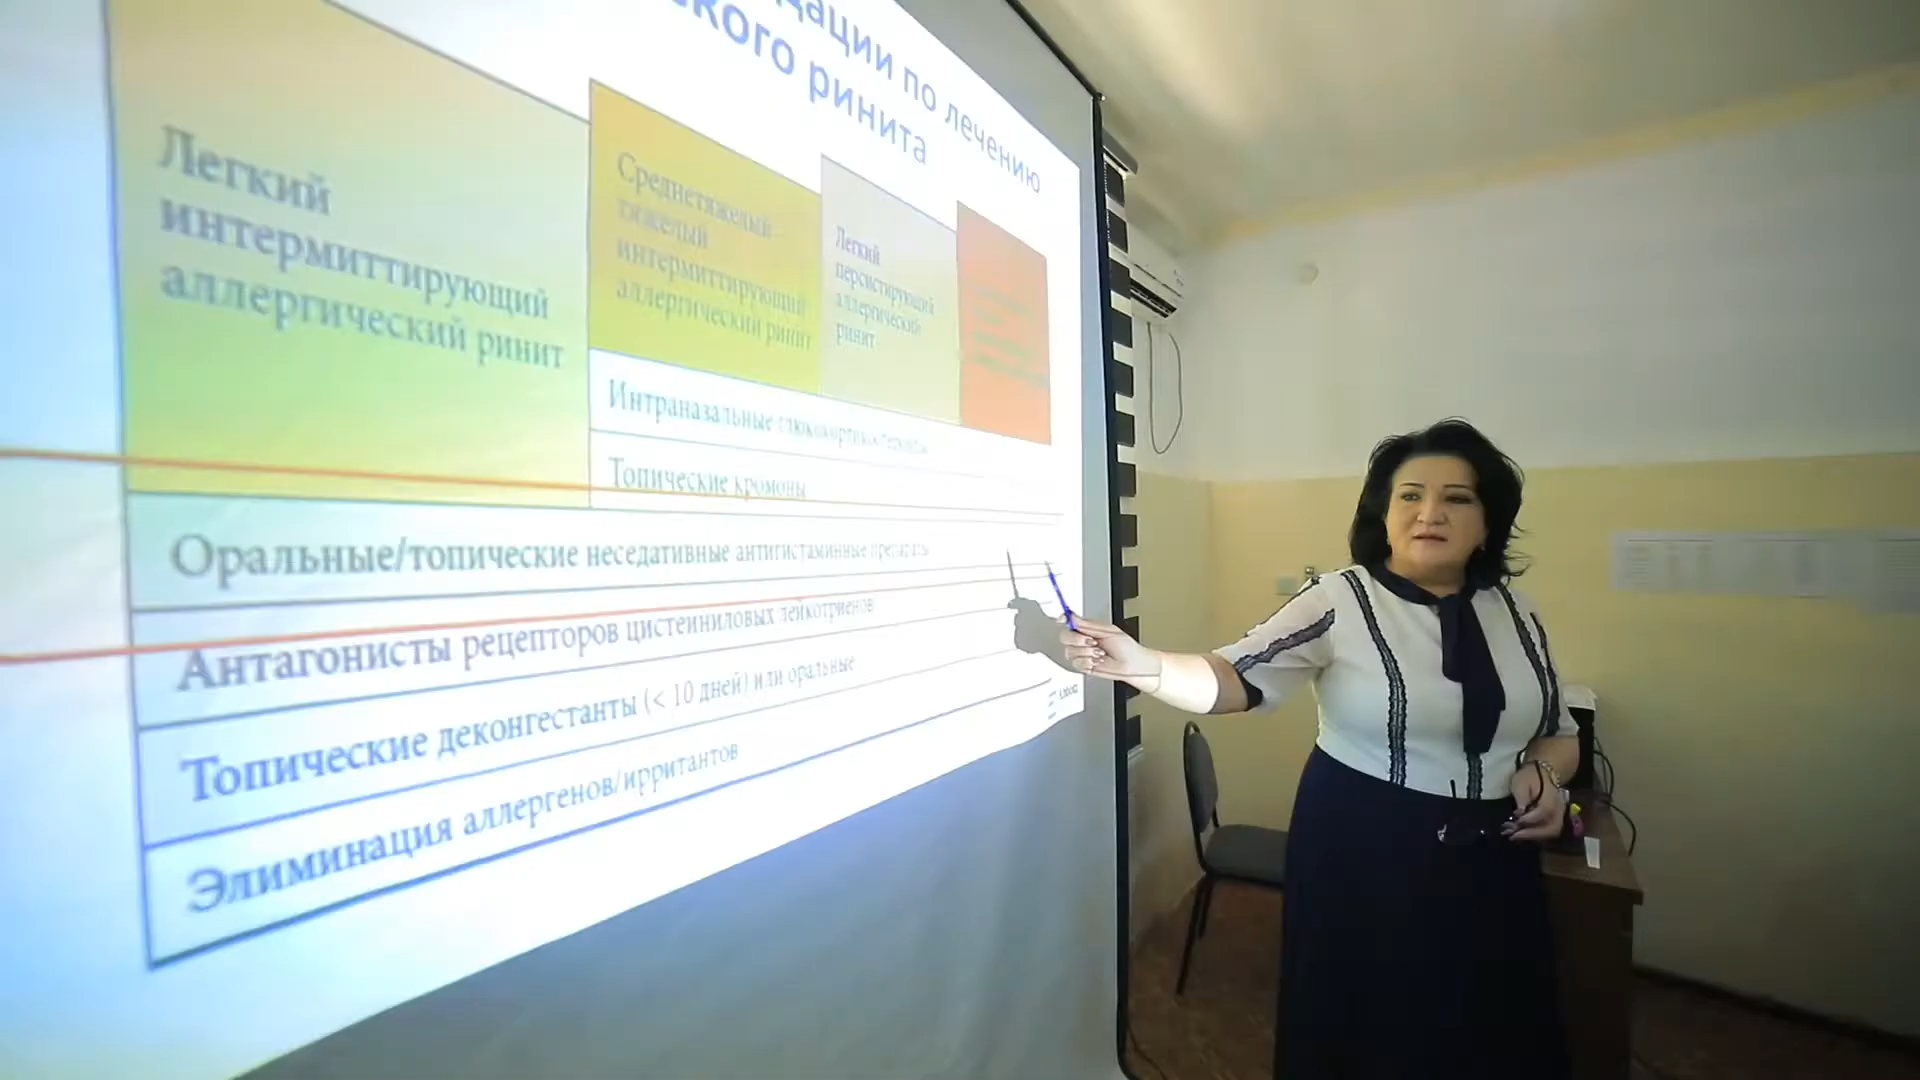 по лечению
ринита
Легкий
интермиттирующий
аллергический ринит
Среднетяжелый
тяжелый
интермиттирующий
аллергический ринит
Легкий
персистирующий
аллергический
ринит
Интраназальные глюкокортикостероиды
Топические кромоны
Оральные/топические неседативные антигистаминные препараты
Антагонисты рецепторов цистеиниловых лейкотриенов
Топические деконгестанты (< 10 дней) или оральные
Элиминация аллергенов/ирритантов